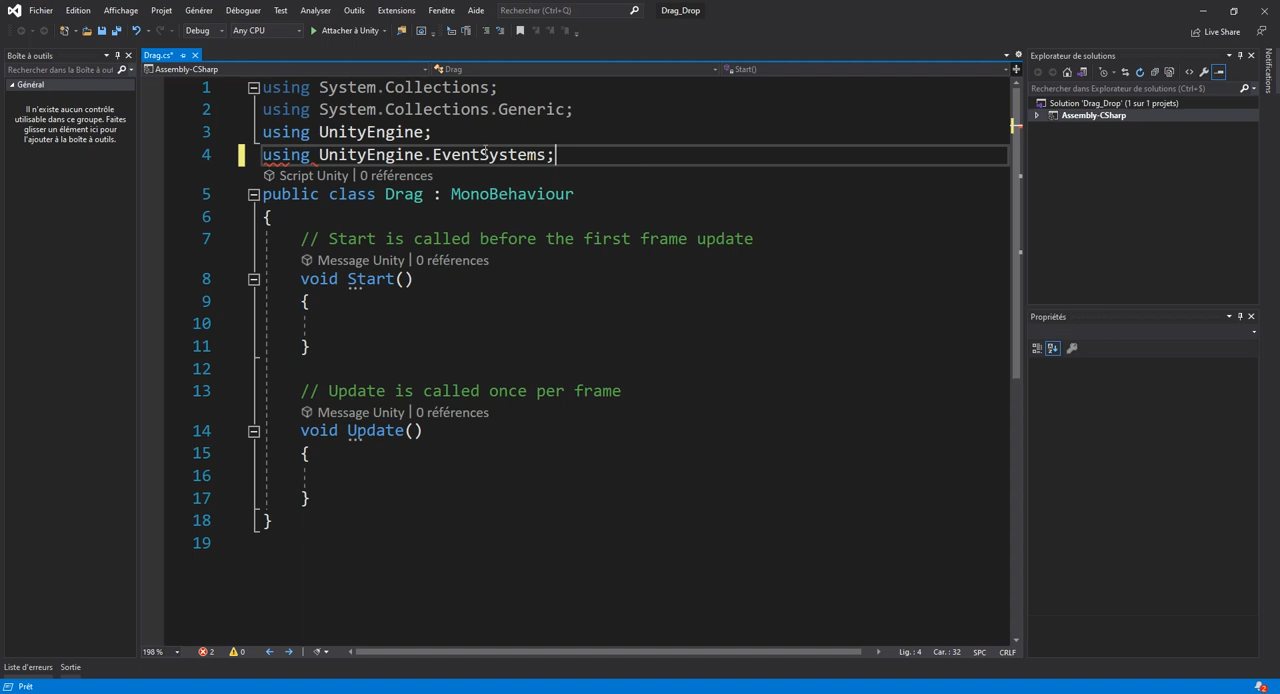 Fichier Edition Affichage Projet Générer Déboguer Test Analyser Outils Extensions Fenêtre Aide Rechercher (Ctrl+Q) Drag_Drop
Debug Any CPU Attacher à Unity Live Share
Boîte à outils
Rechercher dans la Boîte à outi
Général
Il n'existe aucun contrôle
utilisable dans ce groupe. Faites
glisser un élément ici pour
l'ajouter à la boîte à outils.
Drag.cs*
Assembly-CSharp Drag Start()
1 using System.Collections;
2 using System.Collections.Generic;
3 using UnityEngine;
4 using UnityEngine.EventSystems;
Script Unity | 0 références
5 public class Drag : MonoBehaviour
6 {
7 // Start is called before the first frame update
Message Unity | 0 références
8 void Start()
9 {
10
11 }
12
13 // Update is called once per frame
Message Unity | 0 références
14 void Update()
15 {
16
17 }
18 }
19
198 % 2 0 Lig. : 4 Car. : 32 SPC CRLF
Explorateur de solutions
Rechercher dans Explorateur de solutions (Ctrl+$)
Solution 'Drag_Drop' (1 sur 1 projets)
Assembly-CSharp
Propriétés
Notifications
Liste d'erreurs Sortie
Prêt 2